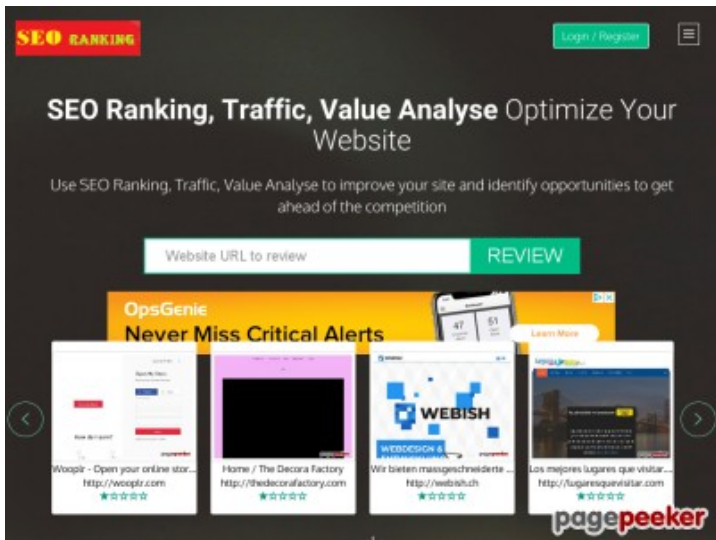 SEO RANKING
Login / Register
SEO Ranking, Traffic, Value Analyse Optimize Your
Website
Use SEO Ranking, Traffic, Value Analyse to improve your site and identify opportunities to get
ahead of the competition
Website URL to review
REVIEW
OpsGenie
Never Miss Critical Alerts
47
51
Learn More
WEBISH
WEBDESIGN &
Wooplr - Open your online stor...
http://wooplr.com
Home / The Decora Factory
http://thedecorafactory.com
Wir bieten massgeschneiderte ...
http://webish.ch
Los mejores lugares que visitar....
http://lugaresquevisitar.com
pagepeeker